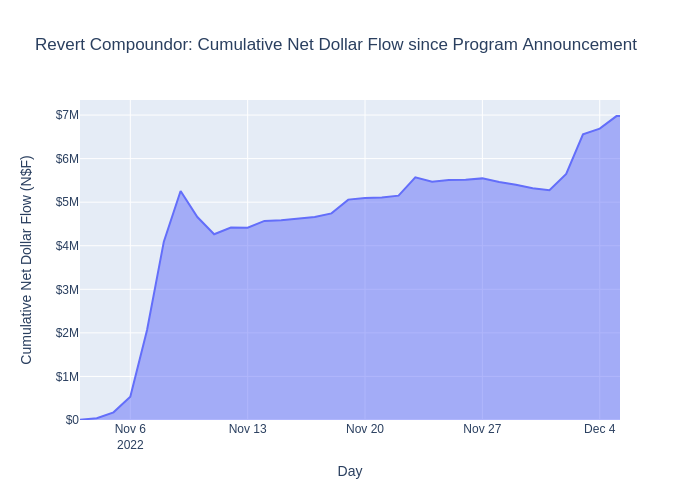 Revert Compoundor: Cumulative Net Dollar Flow since Program Announcement
Cumulative Net Dollar Flow (N$F)
$7M
$6M
$5M
$4M
$3M
$2M
$1M
$0
Nov 6
2022
Nov 13
Nov 20
Nov 27
Dec 4
Day